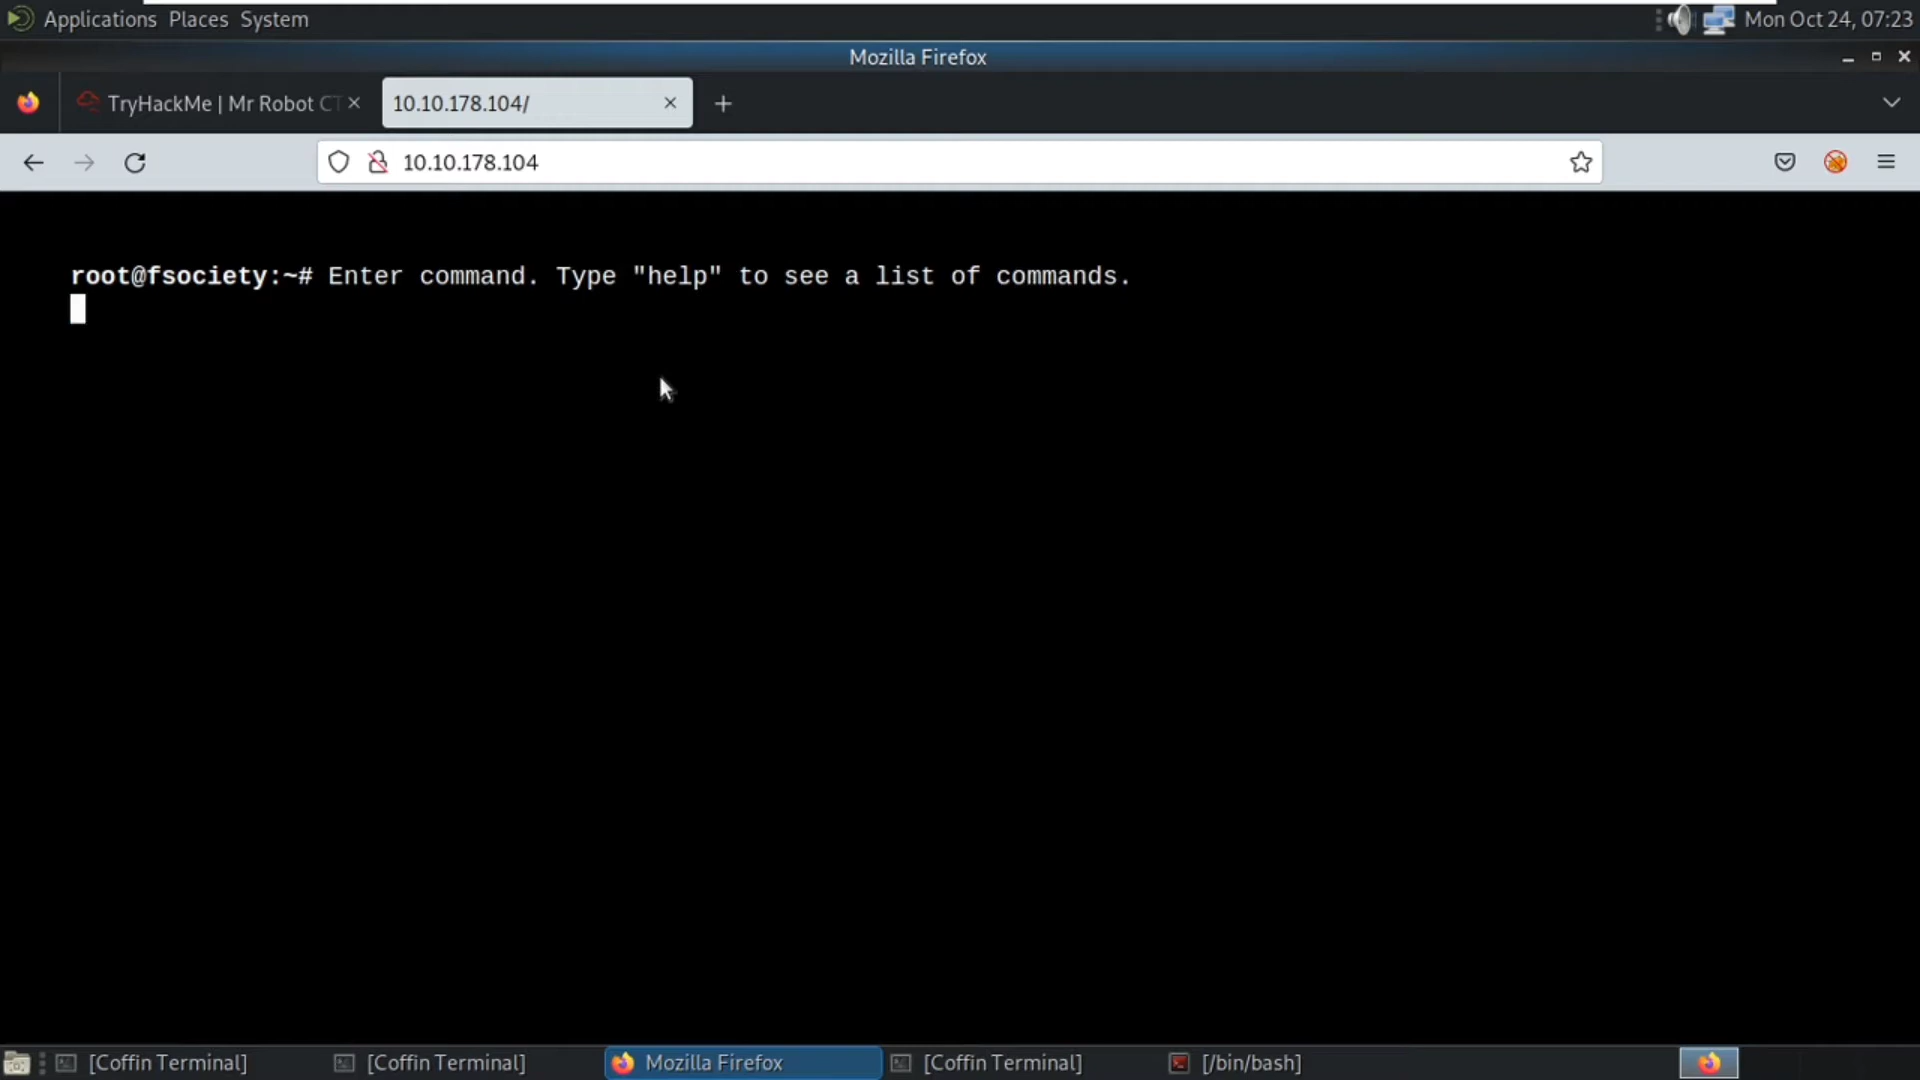 Applications Places System Mon Oct 24, 07:23
Mozilla Firefox
TryHackMe | Mr Robot CT 10.10.178.104/
10.10.178.104
root@fsociety:~# Enter command. Type "help" to see a list of commands.
[Coffin Terminal] [Coffin Terminal] Mozilla Firefox [Coffin Terminal] [/bin/bash]